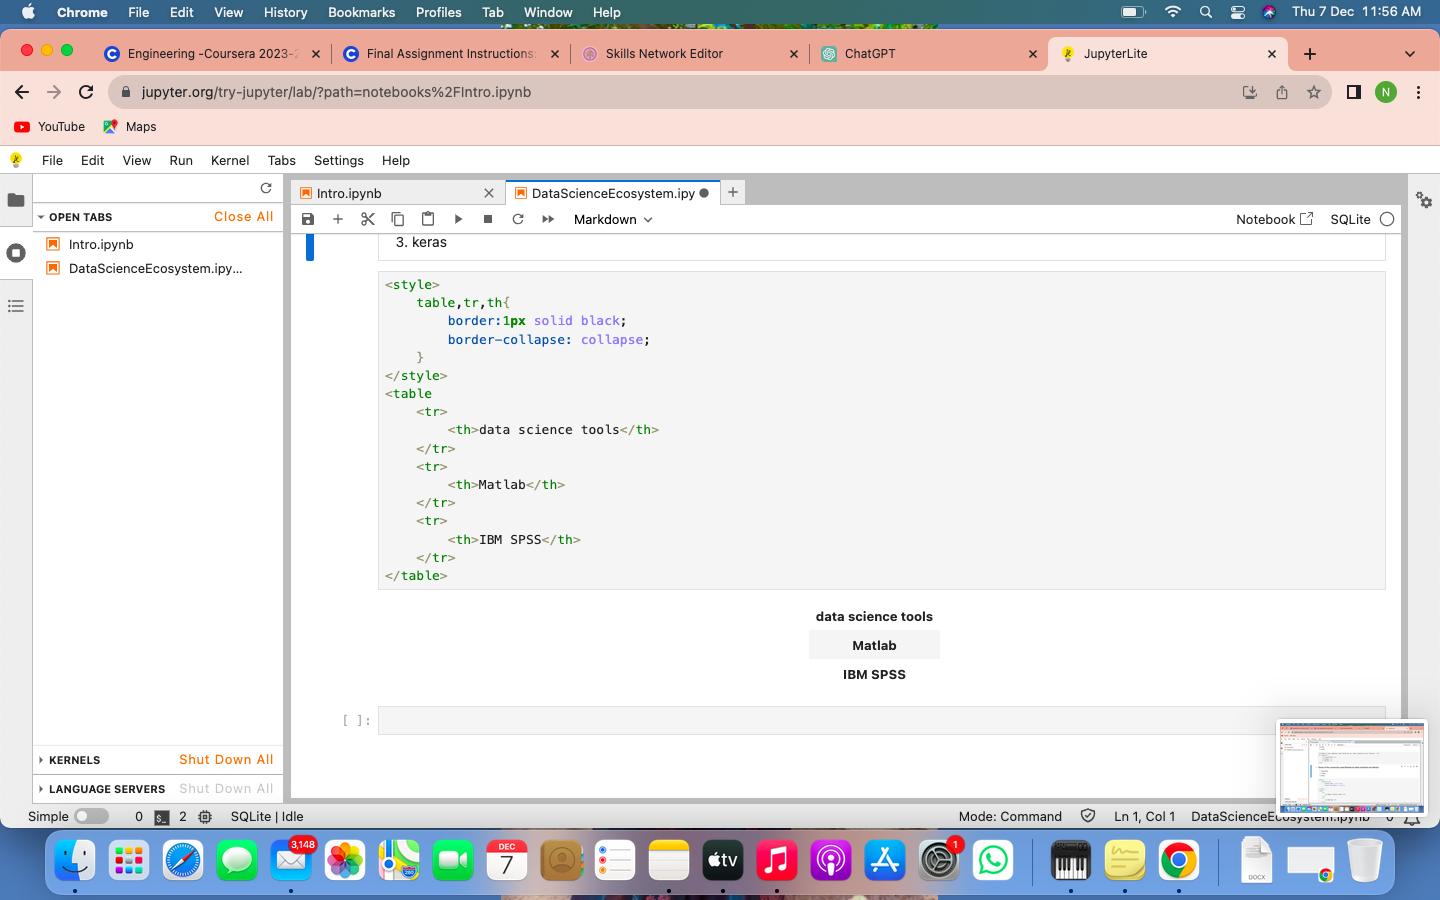 Chrome File Edit View History Bookmarks Profiles Tab Window Help Thu 7 Dec 11:56 AM
Engineering -Coursera 2023-2
Final Assignment Instructions:
Skills Network Editor
ChatGPT
JupyterLite
jupyter.org/try-jupyter/lab/?path=notebooks%2FIntro.ipynb
N
YouTube Maps
File Edit View Run Kernel Tabs Settings Help
Intro.ipynb
DataScienceEcosystem.ipy
OPEN TABS Close All
Markdown
Notebook
SQLite
Intro.ipynb
DataScienceEcosystem.ipy...
3. keras
<style>
table,tr,th{
border:1px solid black;
border-collapse: collapse;
}
</style>
<table
<tr>
<th>data science tools</th>
</tr>
<tr>
<th>Matlab</th>
</tr>
<tr>
<th>IBM SPSS</th>
</tr>
</table>
data science tools
Matlab
IBM SPSS
[ ]:
KERNELS Shut Down All
LANGUAGE SERVERS Shut Down All
Simple 0 $_ 2 SQLite | Idle Mode: Command Ln 1, Col 1 DataScienceEcosystem.ipynb 0
3,148
DEC
7
280
tv
1
DOCX